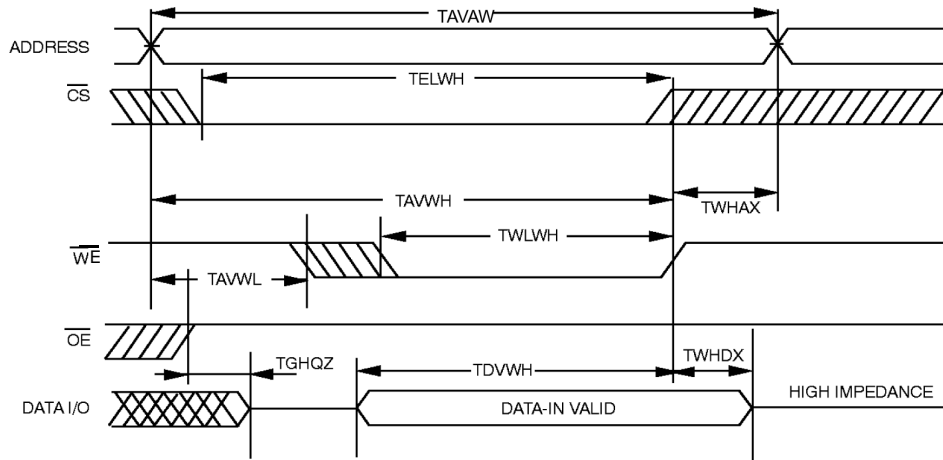 TAVAW
ADDRESS
TELWH
CS
TAVWH
TWHAX
TWLWH
WE
TAVWL
OE
TGHQZ
TDVWH
TWHDX
DATA I/O
DATA-IN VALID
HIGH IMPEDANCE